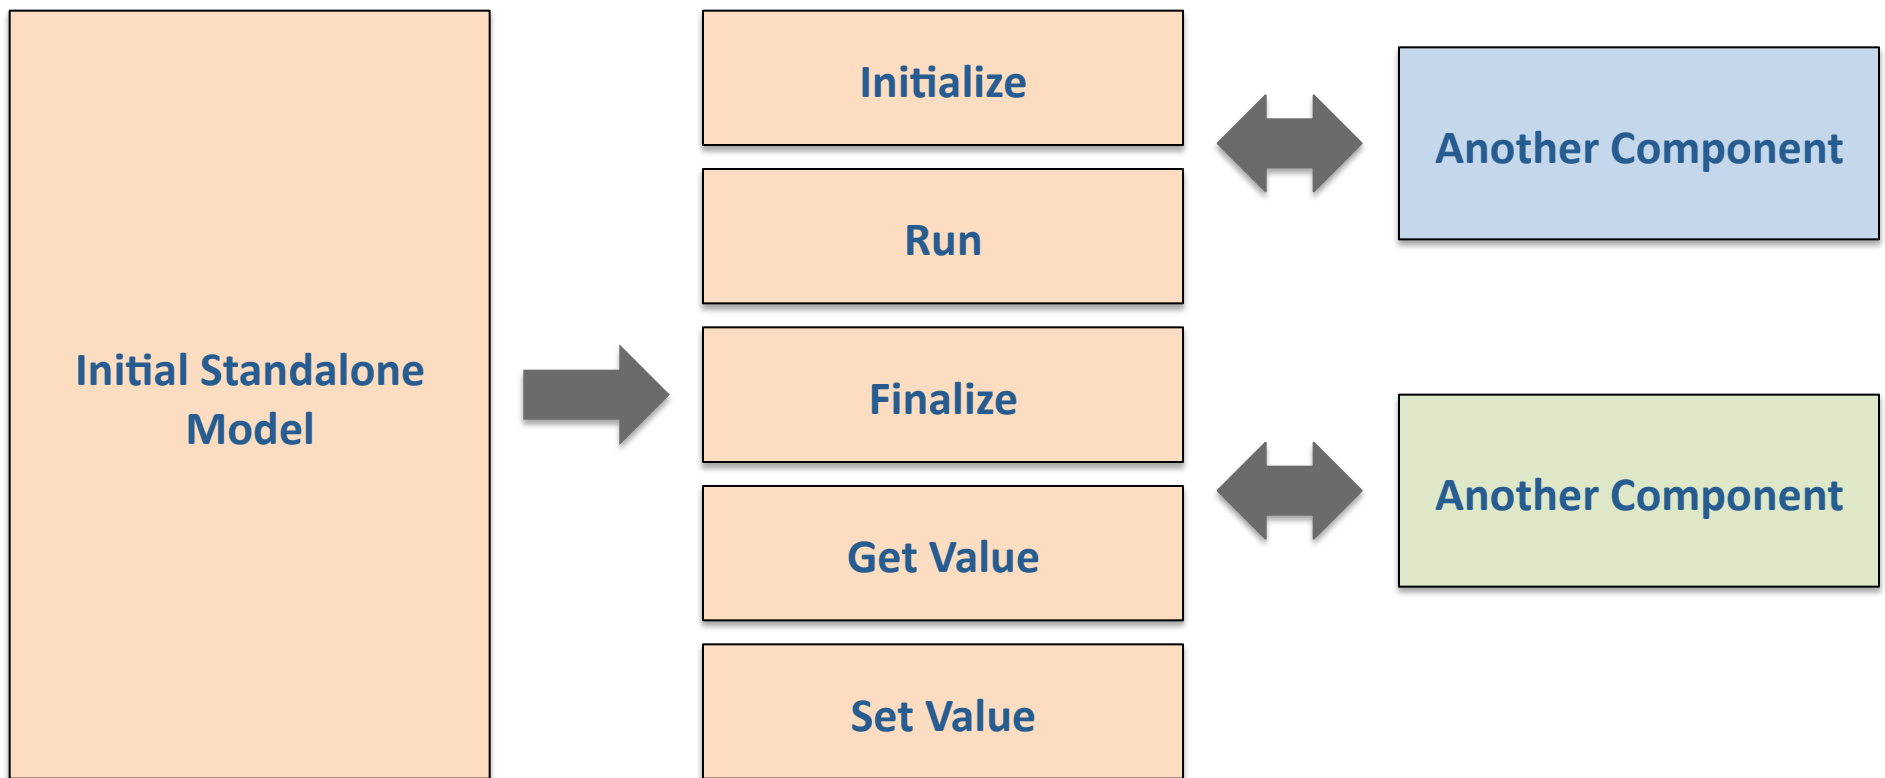 Initial Standalone
Model
Initialize
Run
Finalize
Get Value
Set Value
Another Component
Another Component